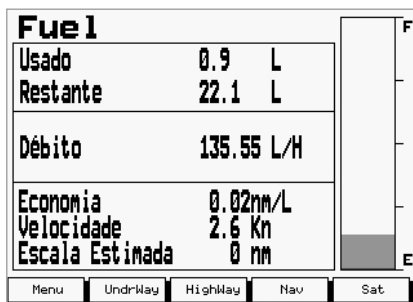 Fuel
F
Usado 0.9 L
Restante 22.1 L
Débito 135.55 L/H
Economia 0.02nm/L
Velocidade 2.6 Kn
Escala Estimada 0 nm
E
Menu UndrWay HighWay Nav Sat